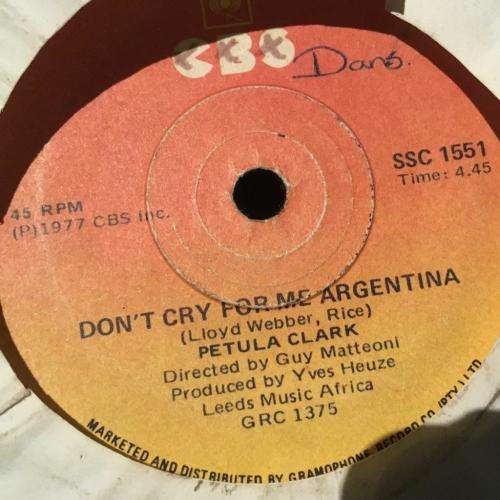 CBS
Dans.
SSC 1551
Time: 4.45
45 RPM
(P)1977 CBS Inc.
DON'T CRY FOR ME ARGENTINA
(Lloyd Webber, Rice)
PETULA CLARK
Directed by Guy Matteoni
Produced by Yves Heuze
Leeds Music Africa
GRC 1375
MARKETED AND DISTRIBUTED BY GRAMOPHONE RECORD CO (PTY) LTD